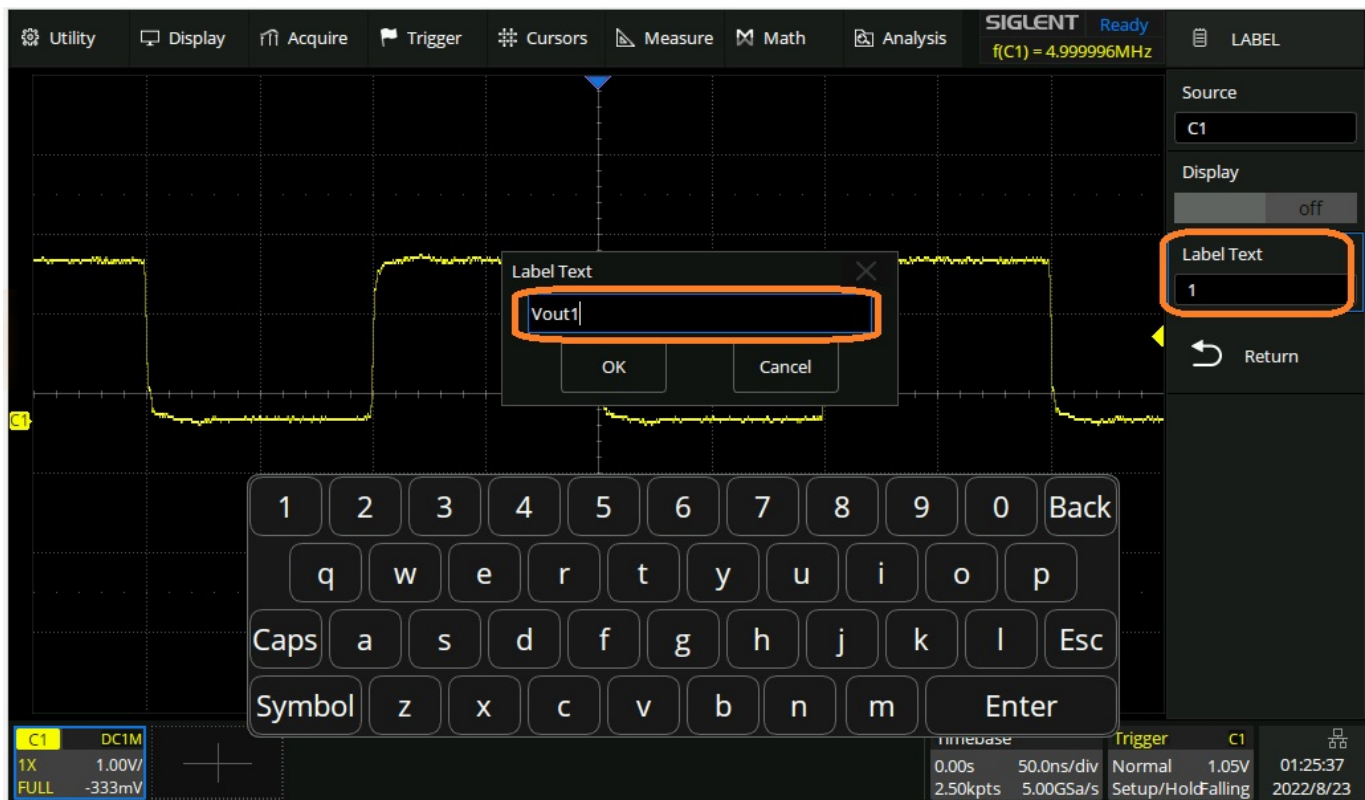 Utility Display Acquire Trigger Cursors Measure Math Analysis SIGLENT Ready LABEL
f(C1) = 4.999996MHz
Source
C1
Display
off
Label Text
1
Return
Label Text
Vout1
OK Cancel
C1
1 2 3 4 5 6 7 8 9 0 Back
q w e r t y u i o p
Caps a s d f g h j k l Esc
Symbol z x c v b n m Enter
C1 DC1M
1X 1.00V/
FULL -333mV
Timebase
0.00s 50.0ns/div
2.50kpts 5.00GSa/s
Trigger C1
Normal 1.05V
Setup/Hold Falling
01:25:37
2022/8/23